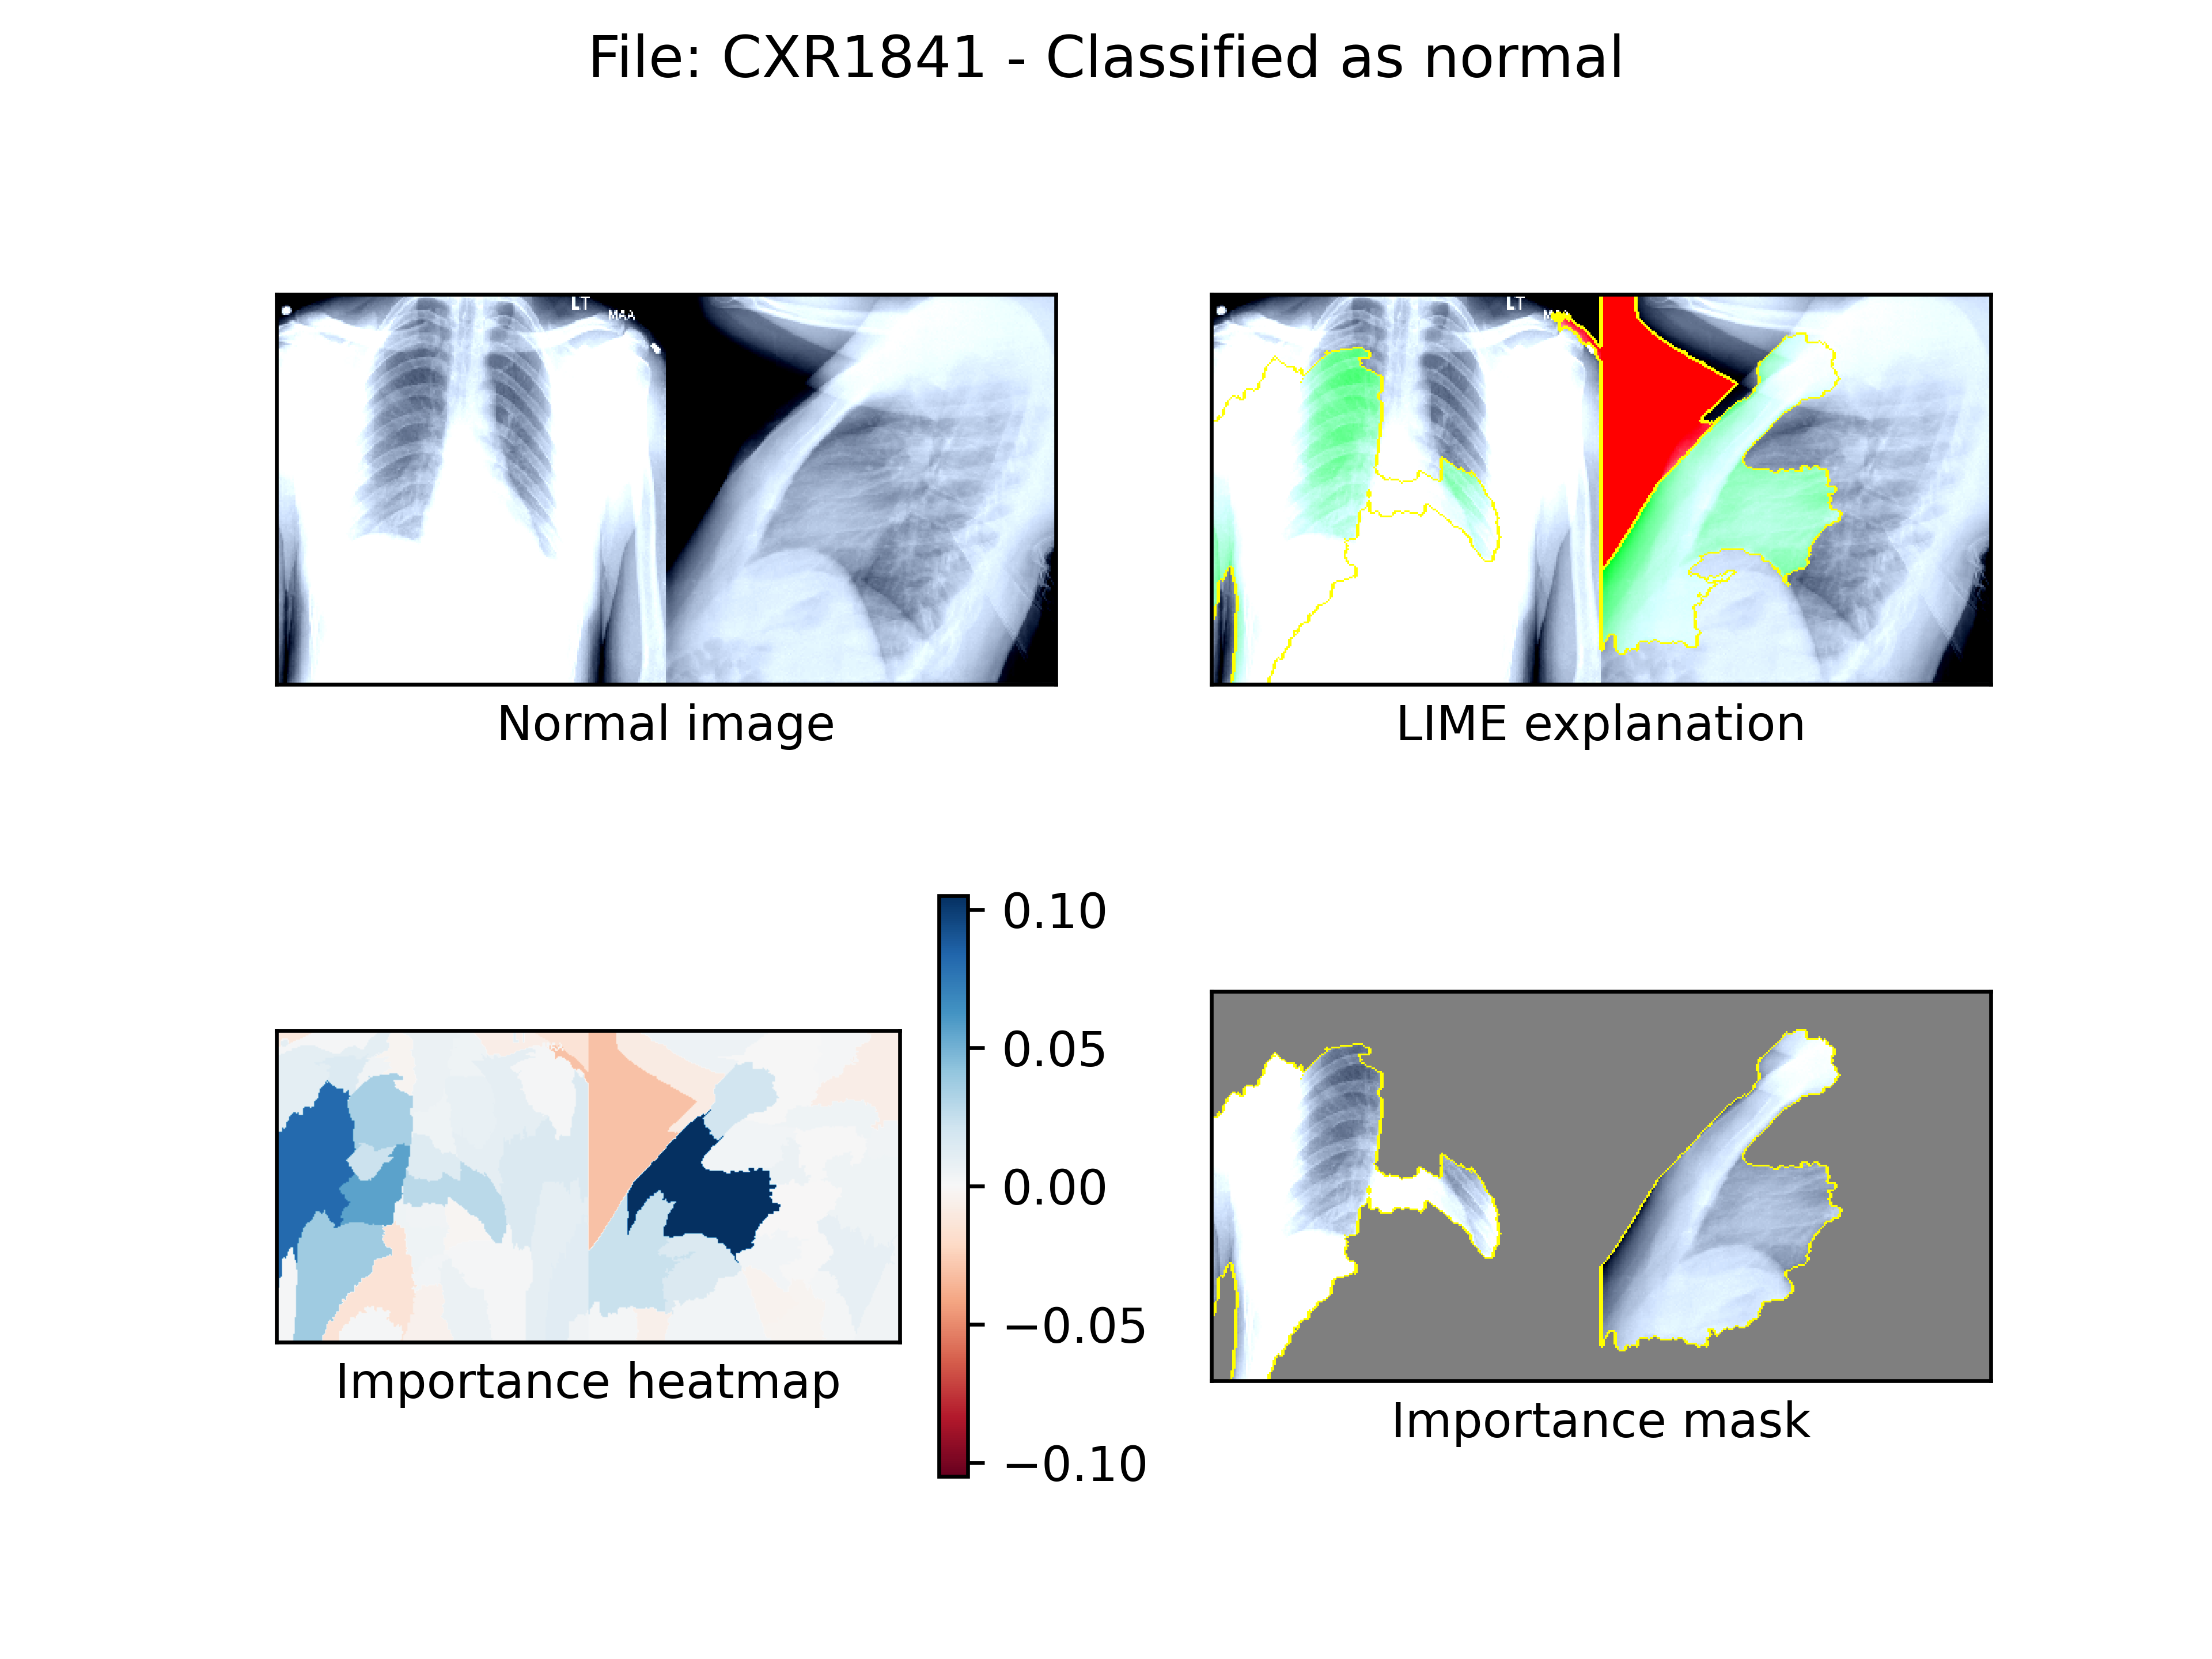 File: CXR1841 - Classified as normal
LT
MAA
LT
Normal image
LIME explanation
0.10
0.05
0.00
−0.05
−0.10
Importance heatmap
Importance mask